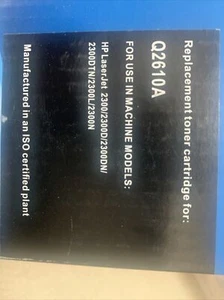 Replacement toner cartridge for:
Q2610A
FOR USE IN MACHINE MODELS:
HP LaserJet 2300/2300D/2300DN/
2300DTN/2300L/2300N
Manufactured in an ISO certified plant